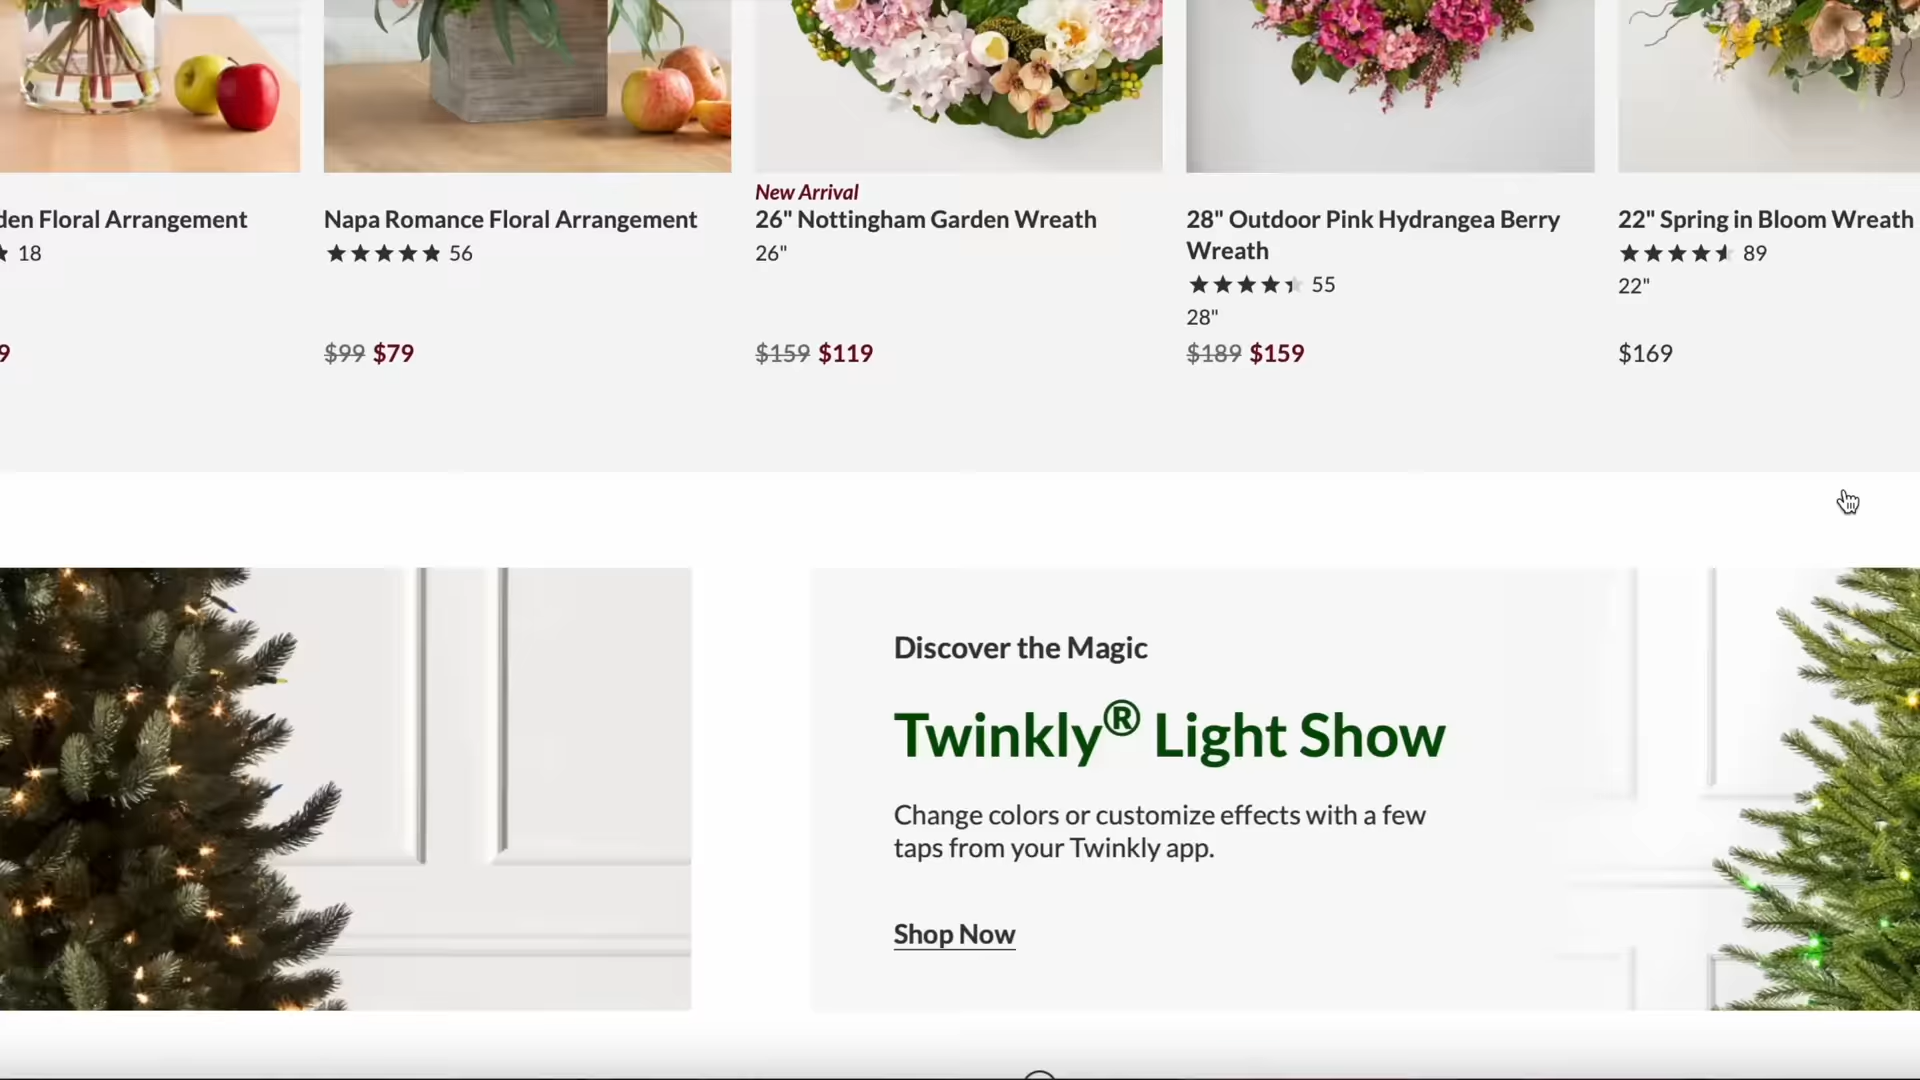 den Floral Arrangement
18
9
Napa Romance Floral Arrangement
56
$99 $79
New Arrival
26" Nottingham Garden Wreath
26"
$159 $119
28" Outdoor Pink Hydrangea Berry
Wreath
55
28"
$189 $159
22" Spring in Bloom Wreath
89
22"
$169
Discover the Magic
Twinkly® Light Show
Change colors or customize effects with a few
taps from your Twinkly app.
Shop Now